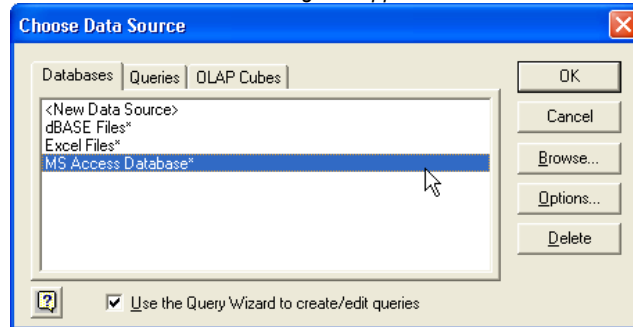 Choose Data Source
Databases Queries OLAP Cubes
<New Data Source>
dBASE Files*
Excel Files*
MS Access Database*
OK
Cancel
Browse...
Options...
Delete
Use the Query Wizard to create/edit queries